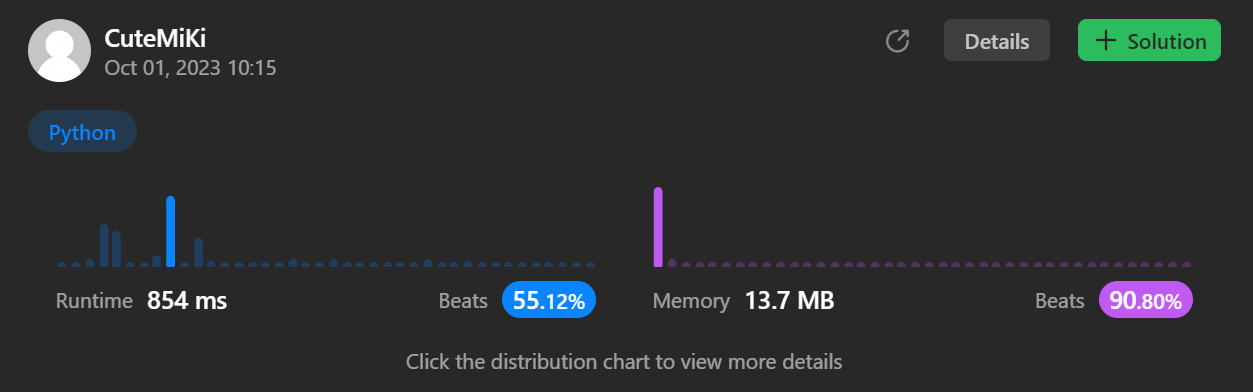 CuteMiKi
Oct 01, 2023 10:15
Details
+ Solution
Python
Runtime 854 ms Beats 55.12%
Memory 13.7 MB Beats 90.80%
Click the distribution chart to view more details